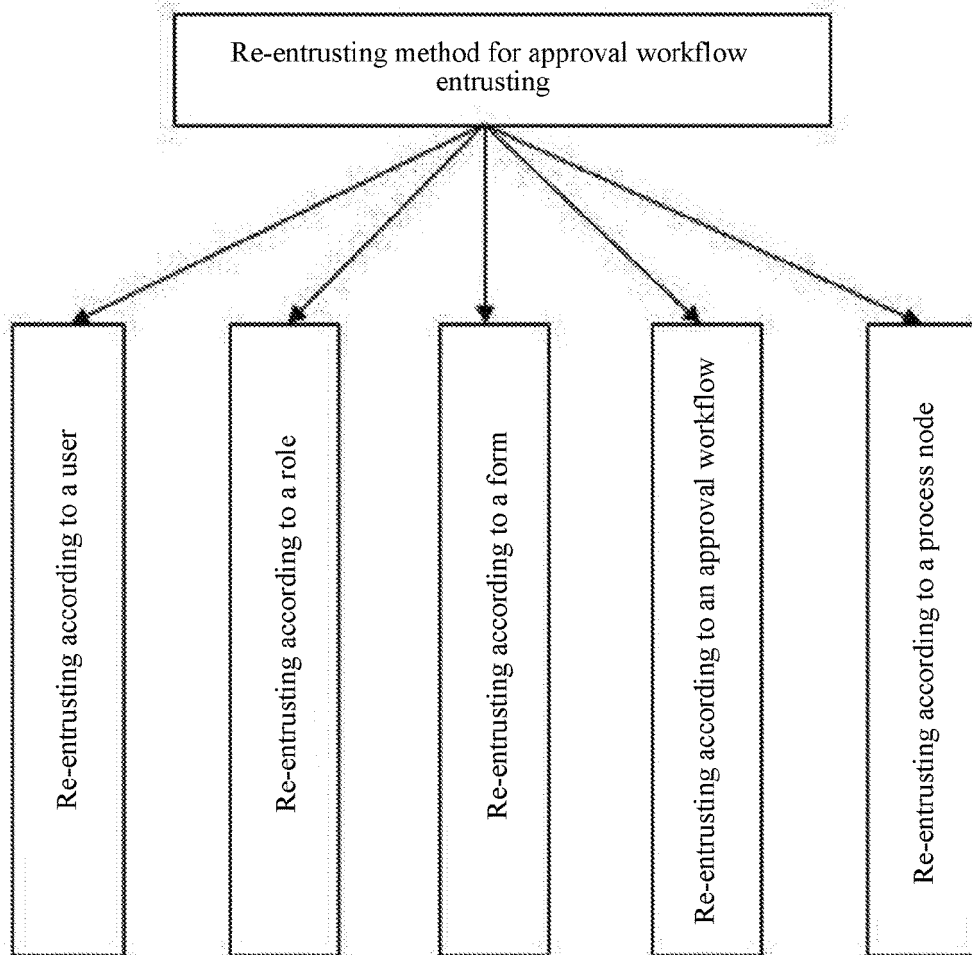 Re-entrusting method for approval workflow
entrusting
Re-entrusting according to a user
Re-entrusting according to a role
Re-entrusting according to a form
Re-entrusting according to an approval workflow
Re-entrusting according to a process node